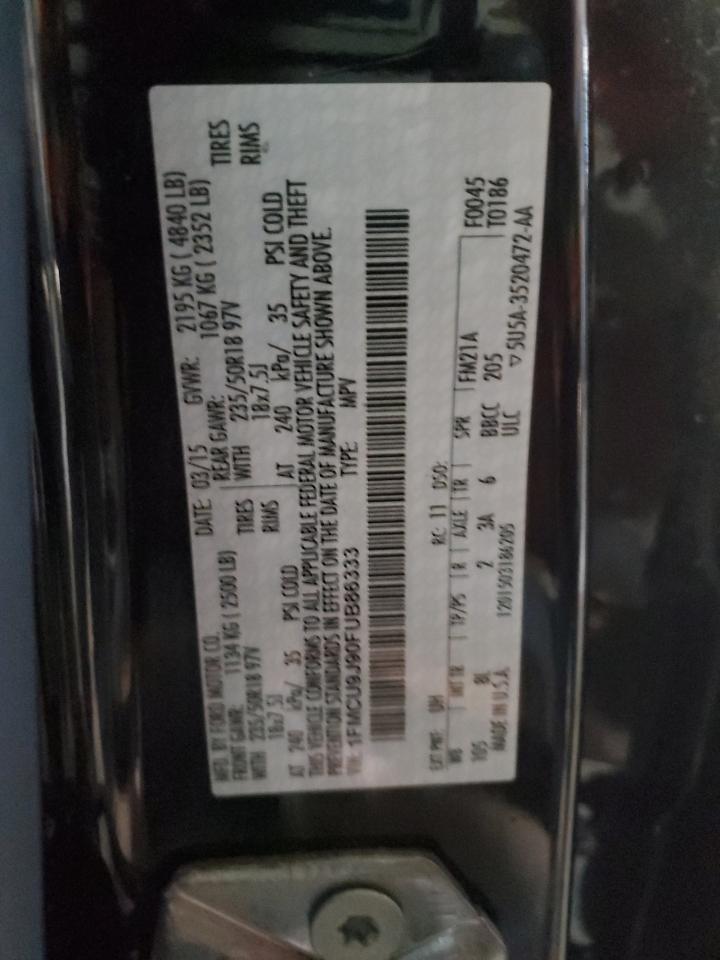 MFD. BY FORD MOTOR CO. DATE: 03/15 GVWR: 2195 KG ( 4840 LB)
FRONT GAWR: 1134 KG ( 2500 LB) REAR GAWR: 1067 KG ( 2352 LB)
WITH 235/50R18 97V TIRES WITH 235/50R18 97V TIRES
18x7.5J RIMS 18x7.5J RIMS
AT 240 kPa/ 35 PSI COLD AT 240 kPa/ 35 PSI COLD
THIS VEHICLE CONFORMS TO ALL APPLICABLE FEDERAL MOTOR VEHICLE SAFETY AND THEFT
PREVENTION STANDARDS IN EFFECT ON THE DATE OF MANUFACTURE SHOWN ABOVE.
VIN: 1FMCU9J90FUB86333 TYPE: MPV
EXT PNT: UH RC: 11 DSO: F0045
WB INT TR TP/PS R AXLE TR SPR FM21A T0186
105 8L 2 3A 6 BBCC 205
MADE IN U.S.A. 1201503186205 ULC ▽5U5A-3520472-AA